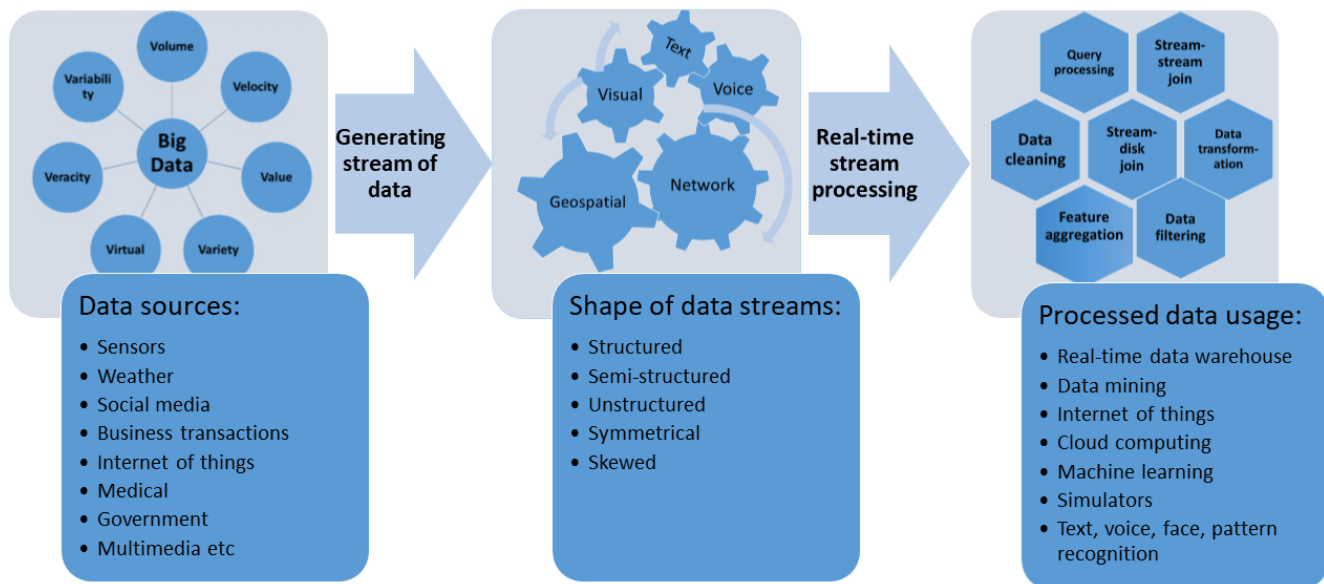 Volume
Variabili
ty
Velocity
Big
Data
Veracity
Value
Virtual
Variety
Generating
stream of
data
Text
Visual
Voice
Geospatial
Network
Real-time
stream
processing
Query
processing
Stream-
stream
join
Data
cleaning
Stream-
disk
join
Data
transform-
ation
Feature
aggregation
Data
filtering
Data sources:
• Sensors
• Weather
• Social media
• Business transactions
• Internet of things
• Medical
• Government
• Multimedia etc
Shape of data streams:
• Structured
• Semi-structured
• Unstructured
• Symmetrical
• Skewed
Processed data usage:
• Real-time data warehouse
• Data mining
• Internet of things
• Cloud computing
• Machine learning
• Simulators
• Text, voice, face, pattern
recognition